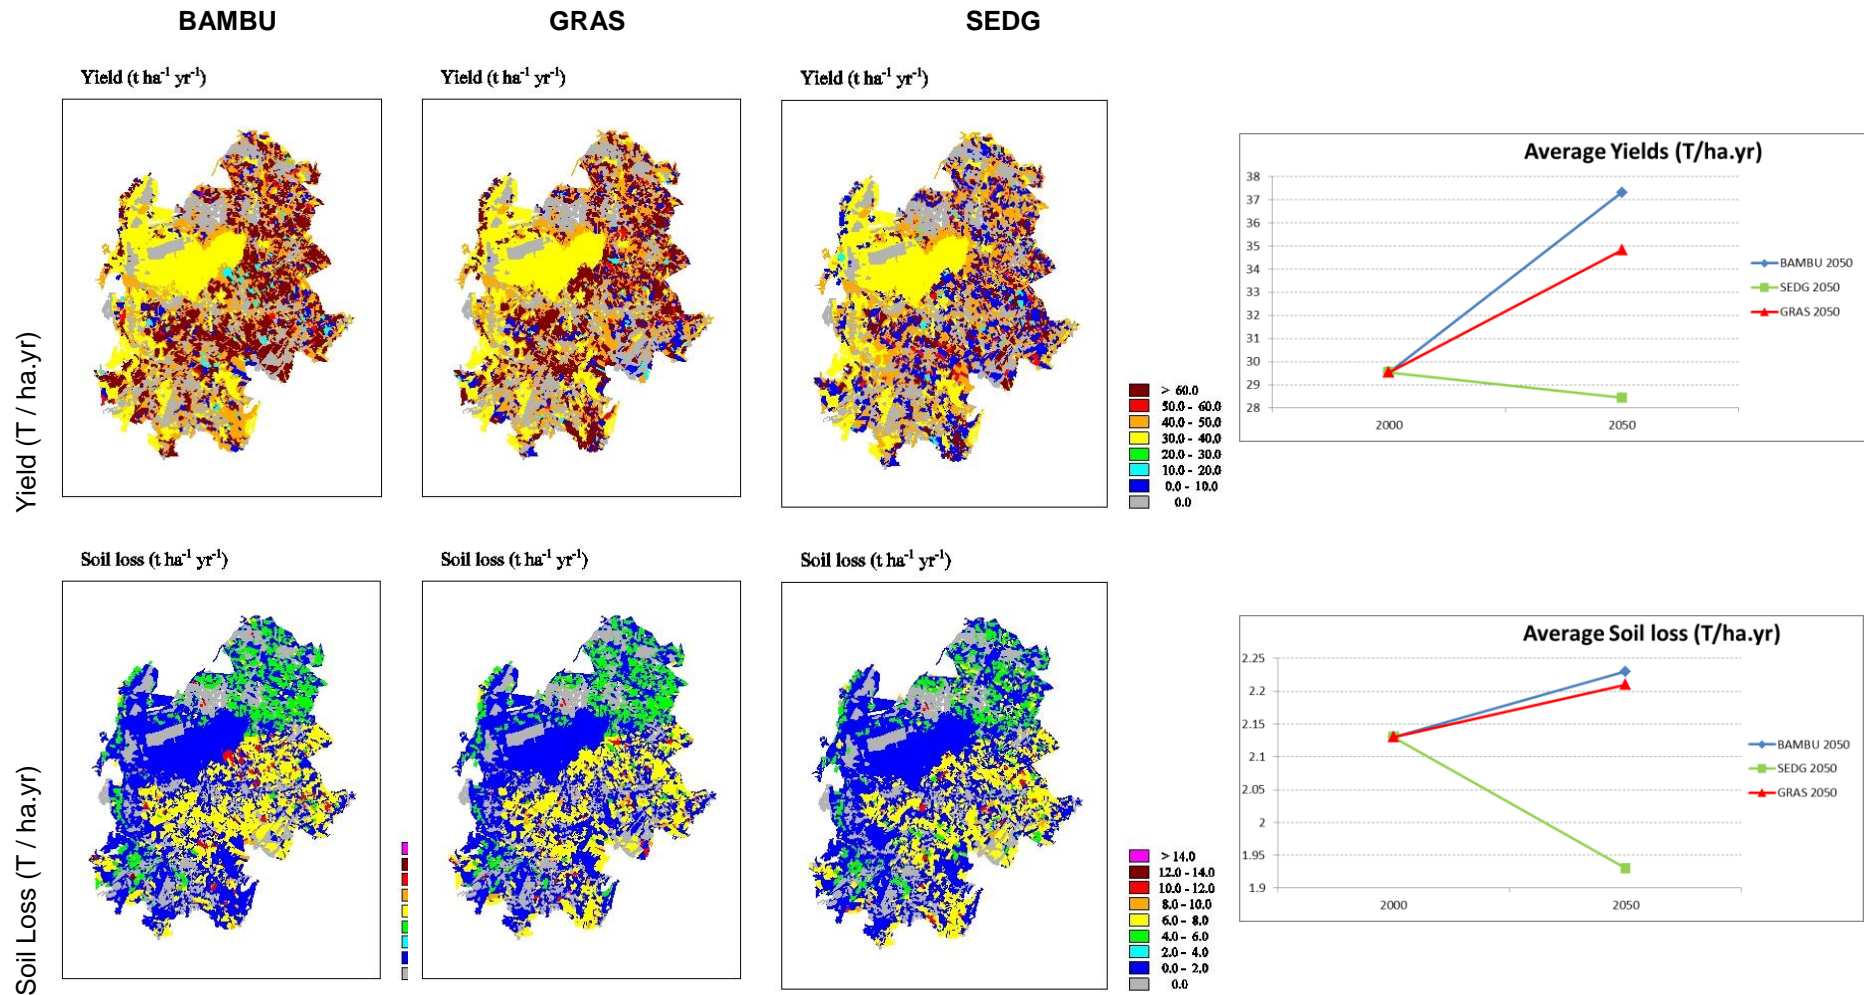 BAMBU
GRAS
SEDG
Yield (T / ha.yr)
Yield (t ha⁻¹ yr⁻¹)
Yield (t ha⁻¹ yr⁻¹)
Yield (t ha⁻¹ yr⁻¹)
> 60.0
50.0 - 60.0
40.0 - 50.0
30.0 - 40.0
20.0 - 30.0
10.0 - 20.0
0.0 - 10.0
0.0
Average Yields (T/ha.yr)
38
37
36
35
34
33
32
31
30
29
28
2000
2050
BAMBU 2050
SEDG 2050
GRAS 2050
Soil Loss (T / ha.yr)
Soil loss (t ha⁻¹ yr⁻¹)
Soil loss (t ha⁻¹ yr⁻¹)
Soil loss (t ha⁻¹ yr⁻¹)
> 14.0
12.0 - 14.0
10.0 - 12.0
8.0 - 10.0
6.0 - 8.0
4.0 - 6.0
2.0 - 4.0
0.0 - 2.0
0.0
Average Soil loss (T/ha.yr)
2.25
2.2
2.15
2.1
2.05
2
1.95
1.9
2000
2050
BAMBU 2050
SEDG 2050
GRAS 2050